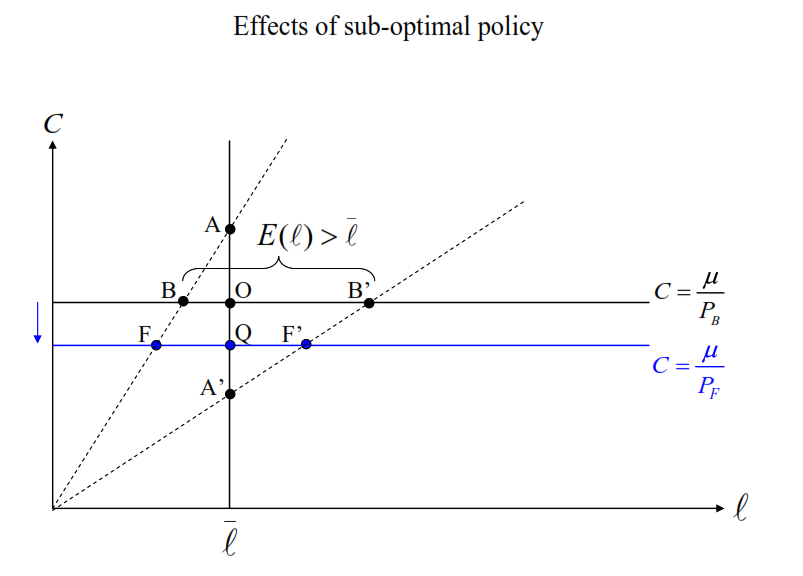 Effects of sub-optimal policy
C
A
E(ℓ) > ℓ̄
B
O
B’
C = μ / P_B
F
Q
F’
C = μ / P_F
A’
ℓ
ℓ̄